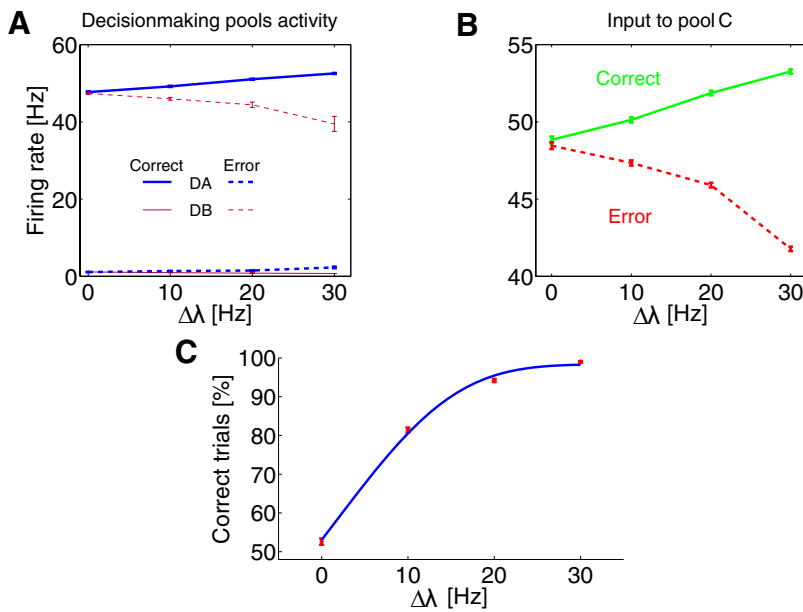 A
Decisionmaking pools activity
60
40
20
0
Firing rate [Hz]
Correct Error
DA
DB
0 10 20 30
Δλ [Hz]
B
Input to pool C
55
50
45
40
Correct
Error
0 10 20 30
Δλ [Hz]
C
100
90
80
70
60
50
Correct trials [%]
0 10 20 30
Δλ [Hz]